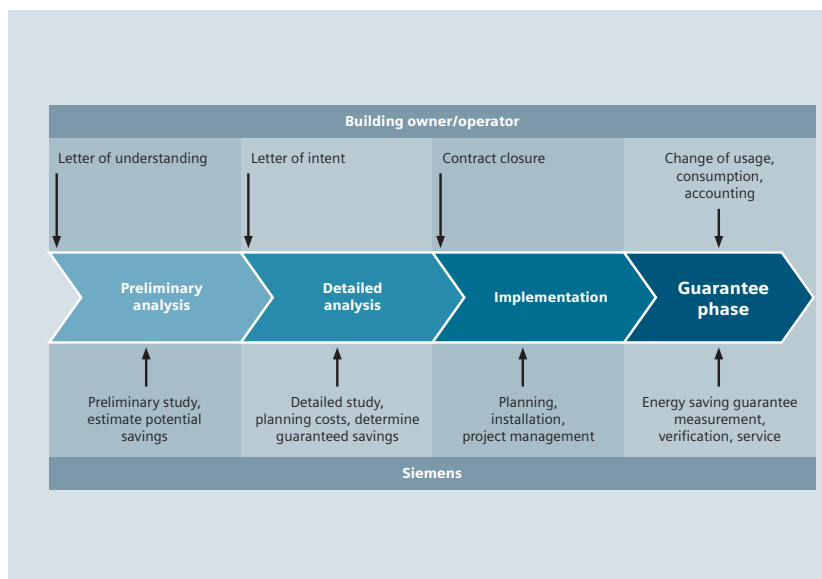 Building owner/operator
Letter of understanding
Letter of intent
Contract closure
Change of usage,
consumption,
accounting
Preliminary
analysis
Detailed
analysis
Implementation
Guarantee
phase
Preliminary study,
estimate potential
savings
Detailed study,
planning costs, determine
guaranteed savings
Planning,
installation,
project management
Energy saving guarantee
measurement,
verification, service
Siemens